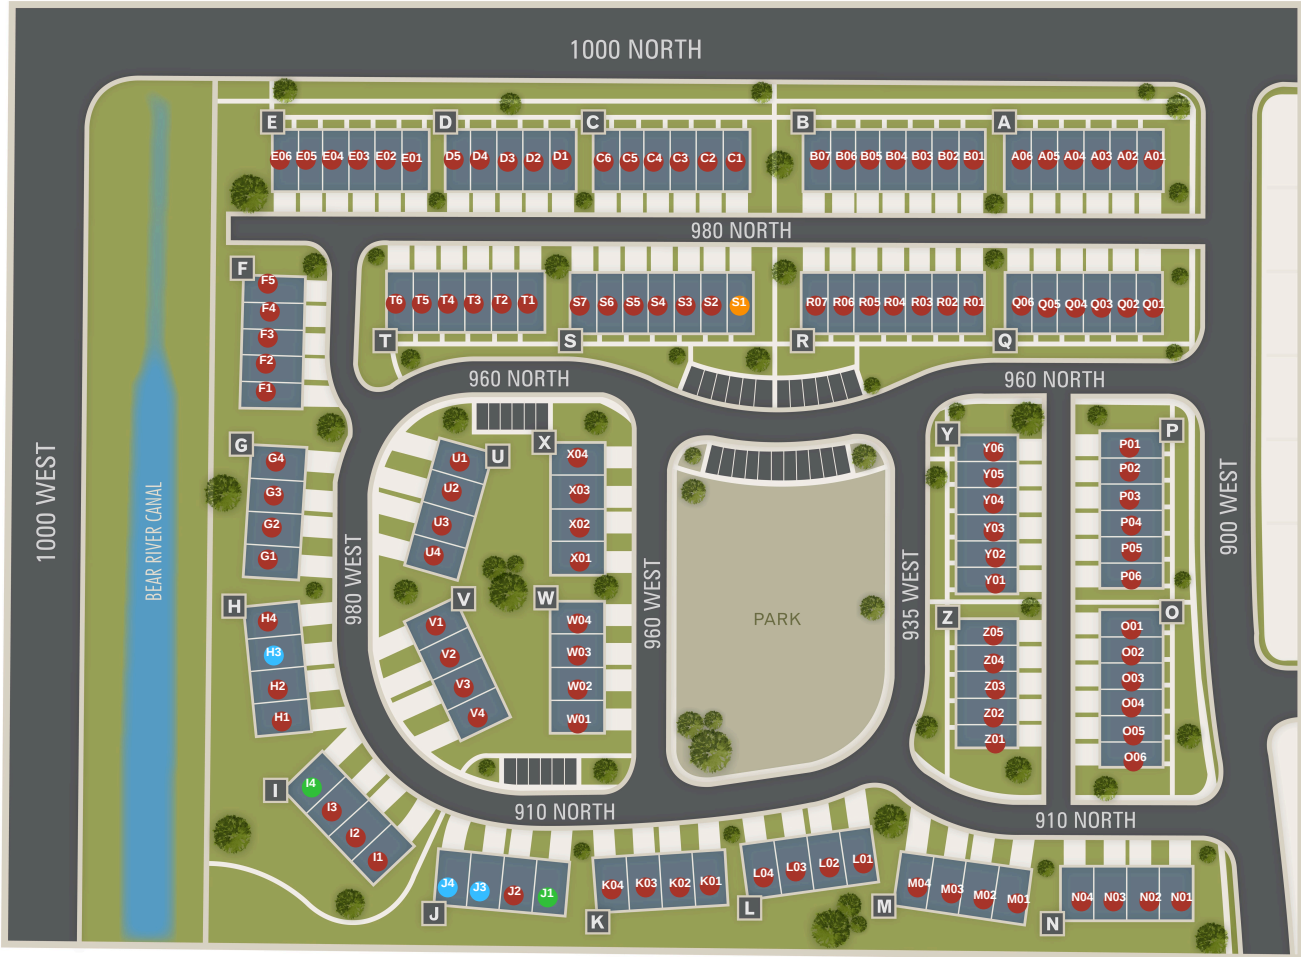 1000 NORTH
E
D
C
B
A
E06 E05 E04 E03 E02 E01
D5 D4 D3 D2 D1
C6 C5 C4 C3 C2 C1
B07 B06 B05 B04 B03 B02 B01
A06 A05 A04 A03 A02 A01
980 NORTH
F
F5
F4
F3
F2
F1
T6 T5 T4 T3 T2 T1
S7 S6 S5 S4 S3 S2 S1
R07 R06 R05 R04 R03 R02 R01
Q06 Q05 Q04 Q03 Q02 Q01
T
S
R
Q
960 NORTH
960 NORTH
1000 WEST
BEAR RIVER CANAL
G
G4
G3
G2
G1
980 WEST
U
U1
U2
U3
U4
X
X04
X03
X02
X01
960 WEST
PARK
935 WEST
Y
Y06
Y05
Y04
Y03
Y02
Y01
P
P01
P02
P03
P04
P05
P06
900 WEST
H
H4
H3
H2
H1
V
V1
V2
V3
V4
W
W04
W03
W02
W01
Z
Z05
Z04
Z03
Z02
Z01
O
O01
O02
O03
O04
O05
O06
I
I4
I3
I2
I1
910 NORTH
910 NORTH
J4 J3 J2 J1
J
K04 K03 K02 K01
K
L04 L03 L02 L01
L
M04 M03 M02 M01
M
N04 N03 N02 N01
N